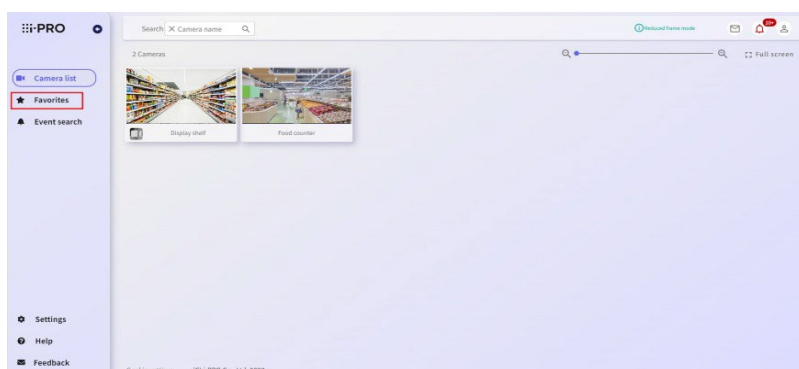 i-PRO
Search
Camera name
Reduced frame mode
10+
2 Cameras
Full screen
Camera list
Favorites
Event search
Display shelf
Food counter
Settings
Help
Feedback